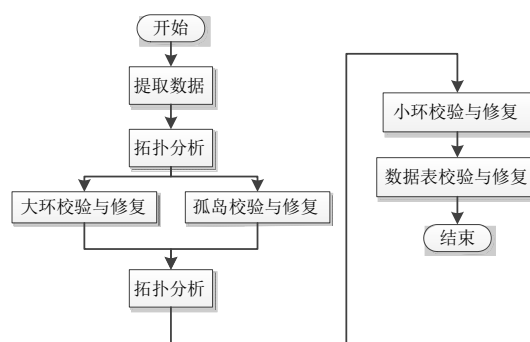 开始
提取数据
拓扑分析
大环校验与修复
孤岛校验与修复
拓扑分析
小环校验与修复
数据表校验与修复
结束